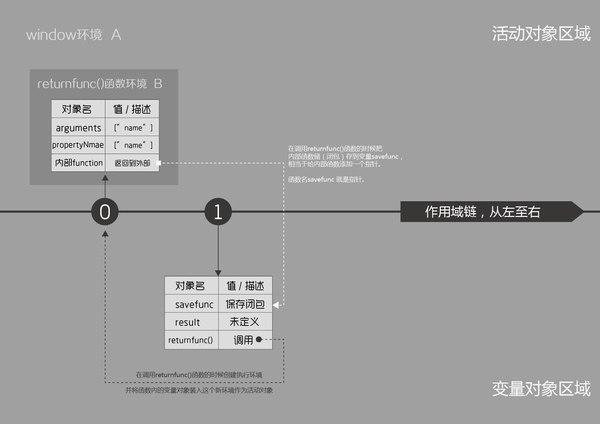 window环境 A
活动对象区域
returnfunc()函数环境 B
对象名 值 / 描述
arguments [" name" ]
propertyNmae [" name" ]
内部function 返回到外部
在调用returnfunc()函数的时候把
内部函数储（闭包）存到变量savefunc，
相当于给内部函数添加一个指针。
函数名savefunc 就是指针。
0
1
作用域链，从左至右
对象名 值 / 描述
savefunc 保存闭包
result 未定义
returnfunc() 调用
在调用returnfunc()函数的时候创建执行环境
并将函数内的变量对象装入这个新环境作为活动对象
变量对象区域